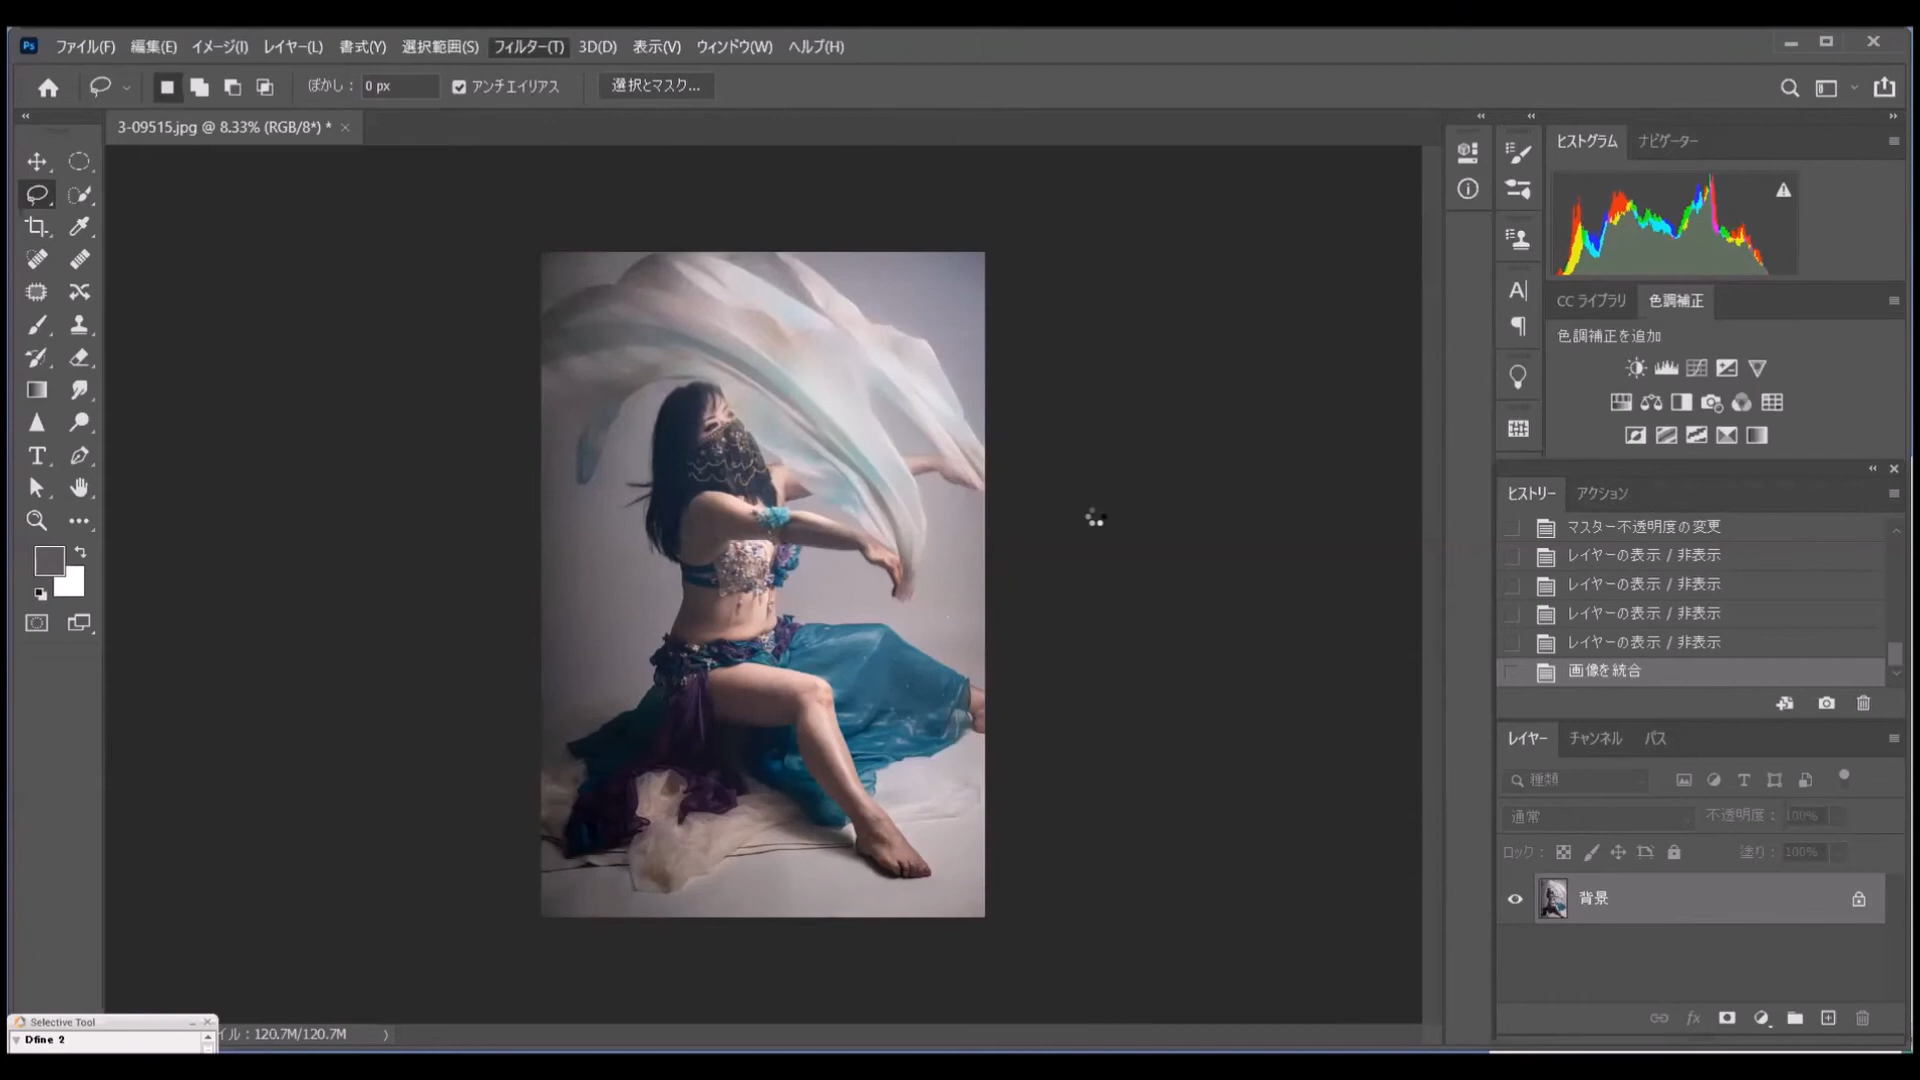 Ps ファイル(F) 編集(E) イメージ(I) レイヤー(L) 書式(Y) 選択範囲(S) フィルター(T) 3D(D) 表示(V) ウィンドウ(W) ヘルプ(H)
ぼかし : 0 px アンチエイリアス 選択とマスク...
3-09515.jpg @ 8.33% (RGB/8*) *
ヒストグラム ナビゲーター
CC ライブラリ 色調補正
色調補正を追加
ヒストリー アクション
マスター不透明度の変更
レイヤーの表示 / 非表示
レイヤーの表示 / 非表示
レイヤーの表示 / 非表示
レイヤーの表示 / 非表示
画像を統合
レイヤー チャンネル パス
種類
通常 不透明度 : 100%
ロック : 塗り : 100%
背景
Selective Tool
イル : 120.7M/120.7M
Dfine 2